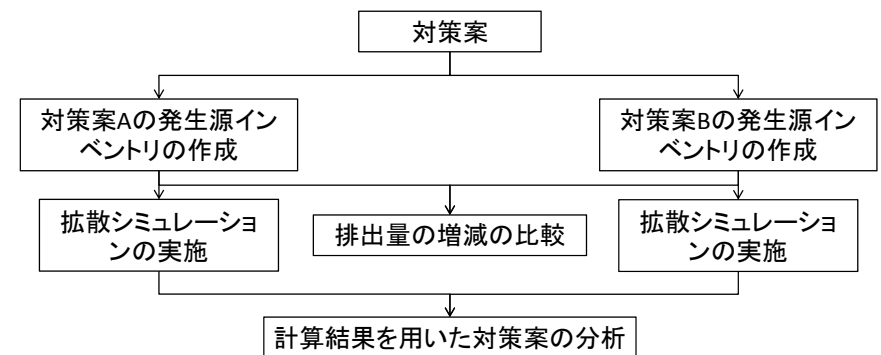 対策案
対策案Aの発生源イン
ベントリの作成
対策案Bの発生源イン
ベントリの作成
拡散シミュレーショ
ンの実施
排出量の増減の比較
拡散シミュレーショ
ンの実施
計算結果を用いた対策案の分析